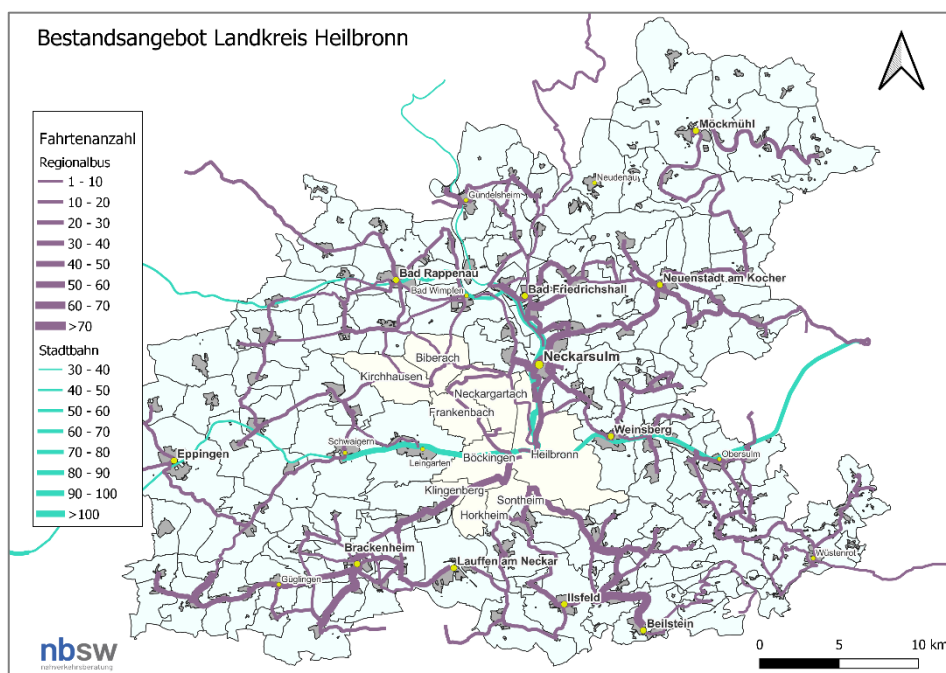 Bestandsangebot Landkreis Heilbronn
Fahrtenanzahl
Regionalbus
1 - 10
10 - 20
20 - 30
30 - 40
40 - 50
50 - 60
60 - 70
>70
Stadtbahn
30 - 40
40 - 50
50 - 60
60 - 70
70 - 80
80 - 90
90 - 100
>100
Möckmühl
Neudenau
Gundelsheim
Bad Rappenau
Neuenstadt am Kocher
Bad Wimpfen
Bad Friedrichshall
Biberach
Neckarsulm
Kirchhausen
Neckargartach
Frankenbach
Weinsberg
Schwaigern
Eppingen
Leingarten
Böckingen
Heilbronn
Obersulm
Klingenberg
Sontheim
Horkheim
Brackenheim
Lauffen am Neckar
Wüstenrot
Güglingen
Ilsfeld
Beilstein
nbsw
nahverkehrsberatung
0 5 10 km